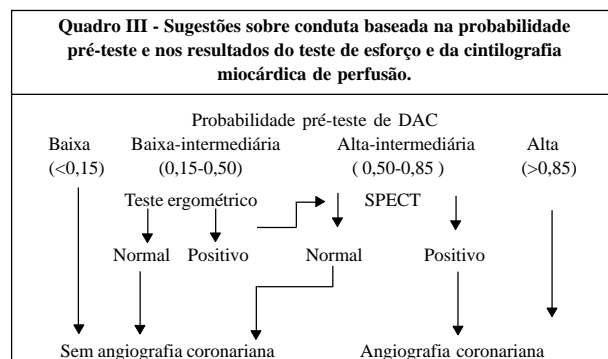 Quadro III - Sugestões sobre conduta baseada na probabilidade
pré-teste e nos resultados do teste de esforço e da cintilografia
miocárdica de perfusão.
Probabilidade pré-teste de DAC
Baixa Baixa-intermediária Alta-intermediária Alta
(<0,15) (0,15-0,50) ( 0,50-0,85) (>0,85)
Teste ergométrico SPECT
Normal Positivo Normal Positivo
Sem angiografia coronariana Angiografia coronariana